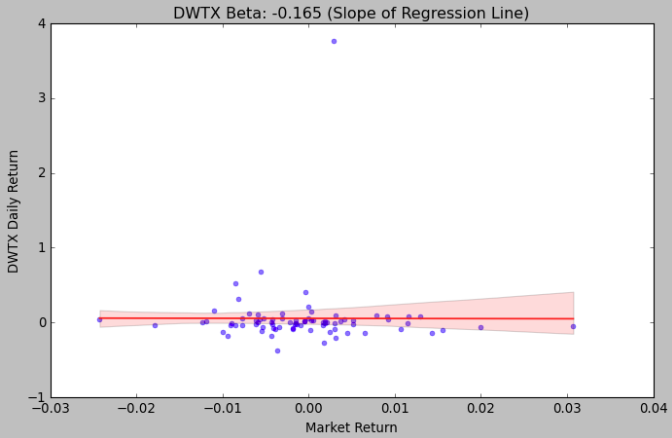 DWTX Beta: -0.165 (Slope of Regression Line)
4
3
2
1
0
−1
DWTX Daily Return
−0.03 −0.02 −0.01 0.00 0.01 0.02 0.03 0.04
Market Return